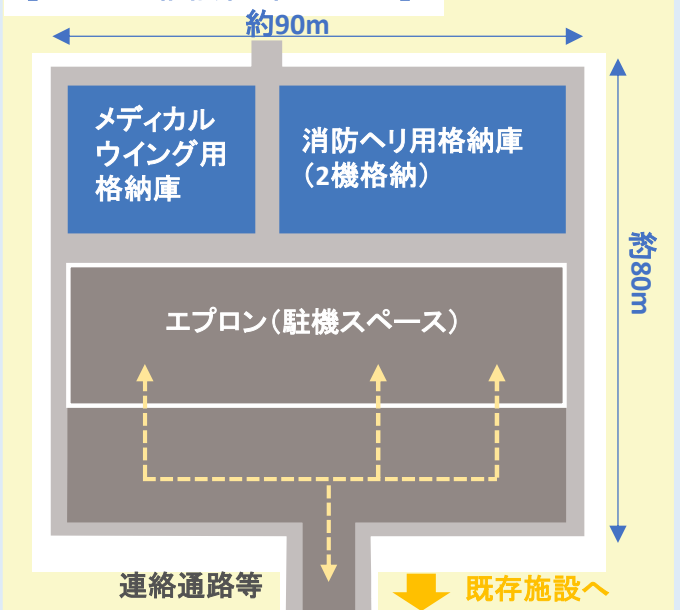 約90m
メディカル
ウイング用
格納庫
消防ヘリ用格納庫
（2機格納）
約80m
エプロン（駐機スペース）
連絡通路等
既存施設へ